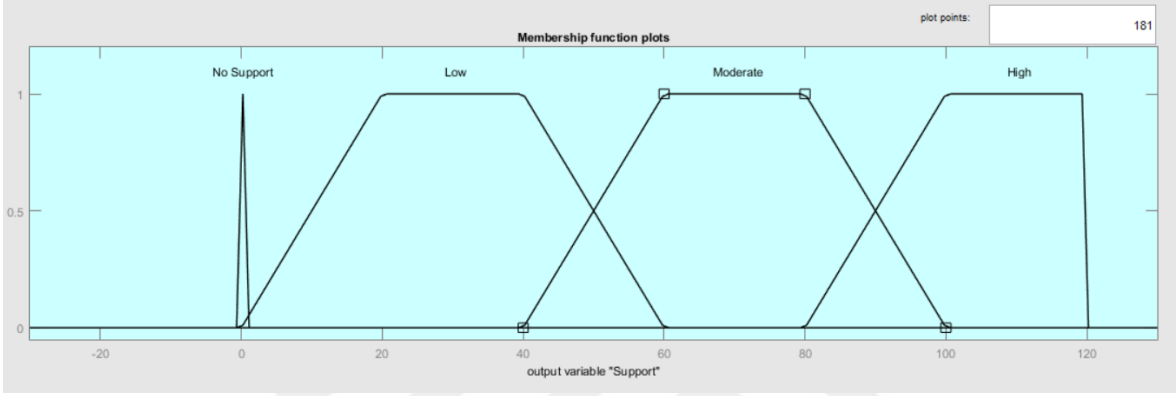 plot points:
181
Membership function plots
No Support Low Moderate High
1
0.5
0
-20 0 20 40 60 80 100 120
output variable "Support"